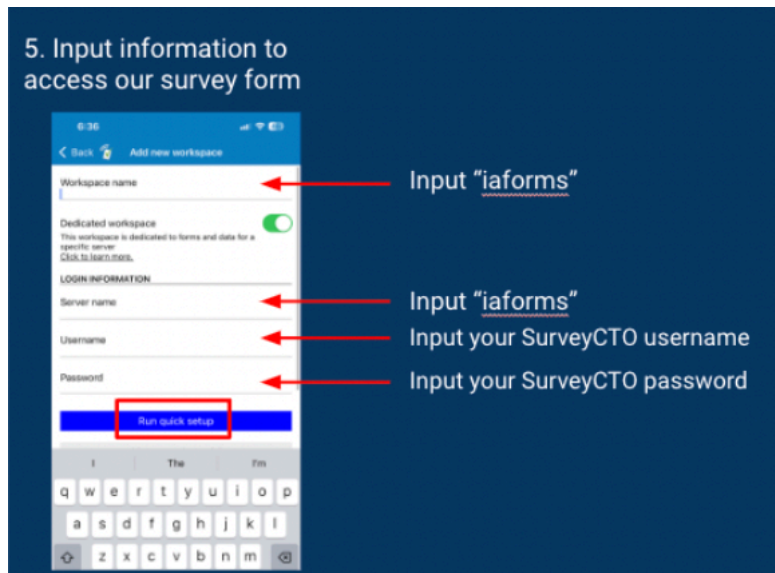 5. Input information to
access our survey form
6:36
Back
Add new workspace
Workspace name
Input “iaforms”
Dedicated workspace
This workspace is dedicated to forms and data for a
specific server
Click to learn more.
LOGIN INFORMATION
Server name
Input “iaforms”
Username
Input your SurveyCTO username
Password
Input your SurveyCTO password
Run quick setup
I The I'm
q w e r t y u i o p
a s d f g h j k l
z x c v b n m